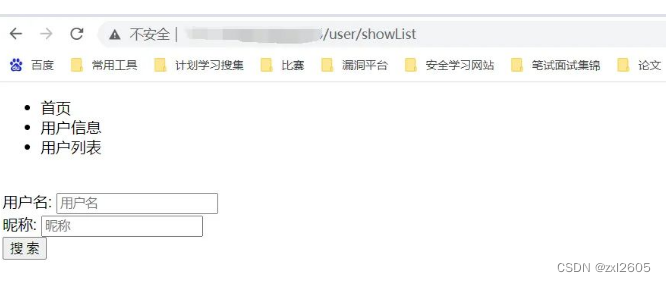 不安全 | /user/showList
百度 常用工具 计划学习搜集 比赛 漏洞平台 安全学习网站 笔试面试集锦 论文
首页
用户信息
用户列表
用户名: 用户名
昵称: 昵称
搜 索
CSDN @zxl2605